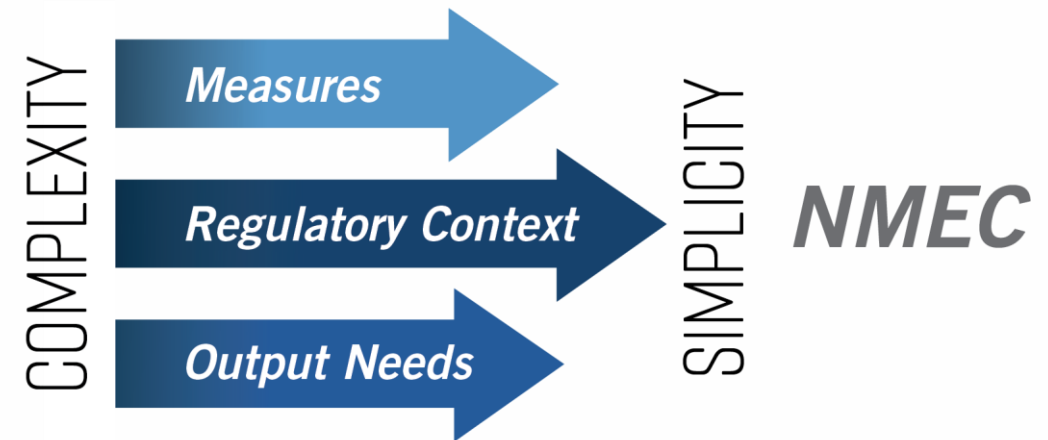 COMPLEXITY
Measures
Regulatory Context
Output Needs
SIMPLICITY
NMEC